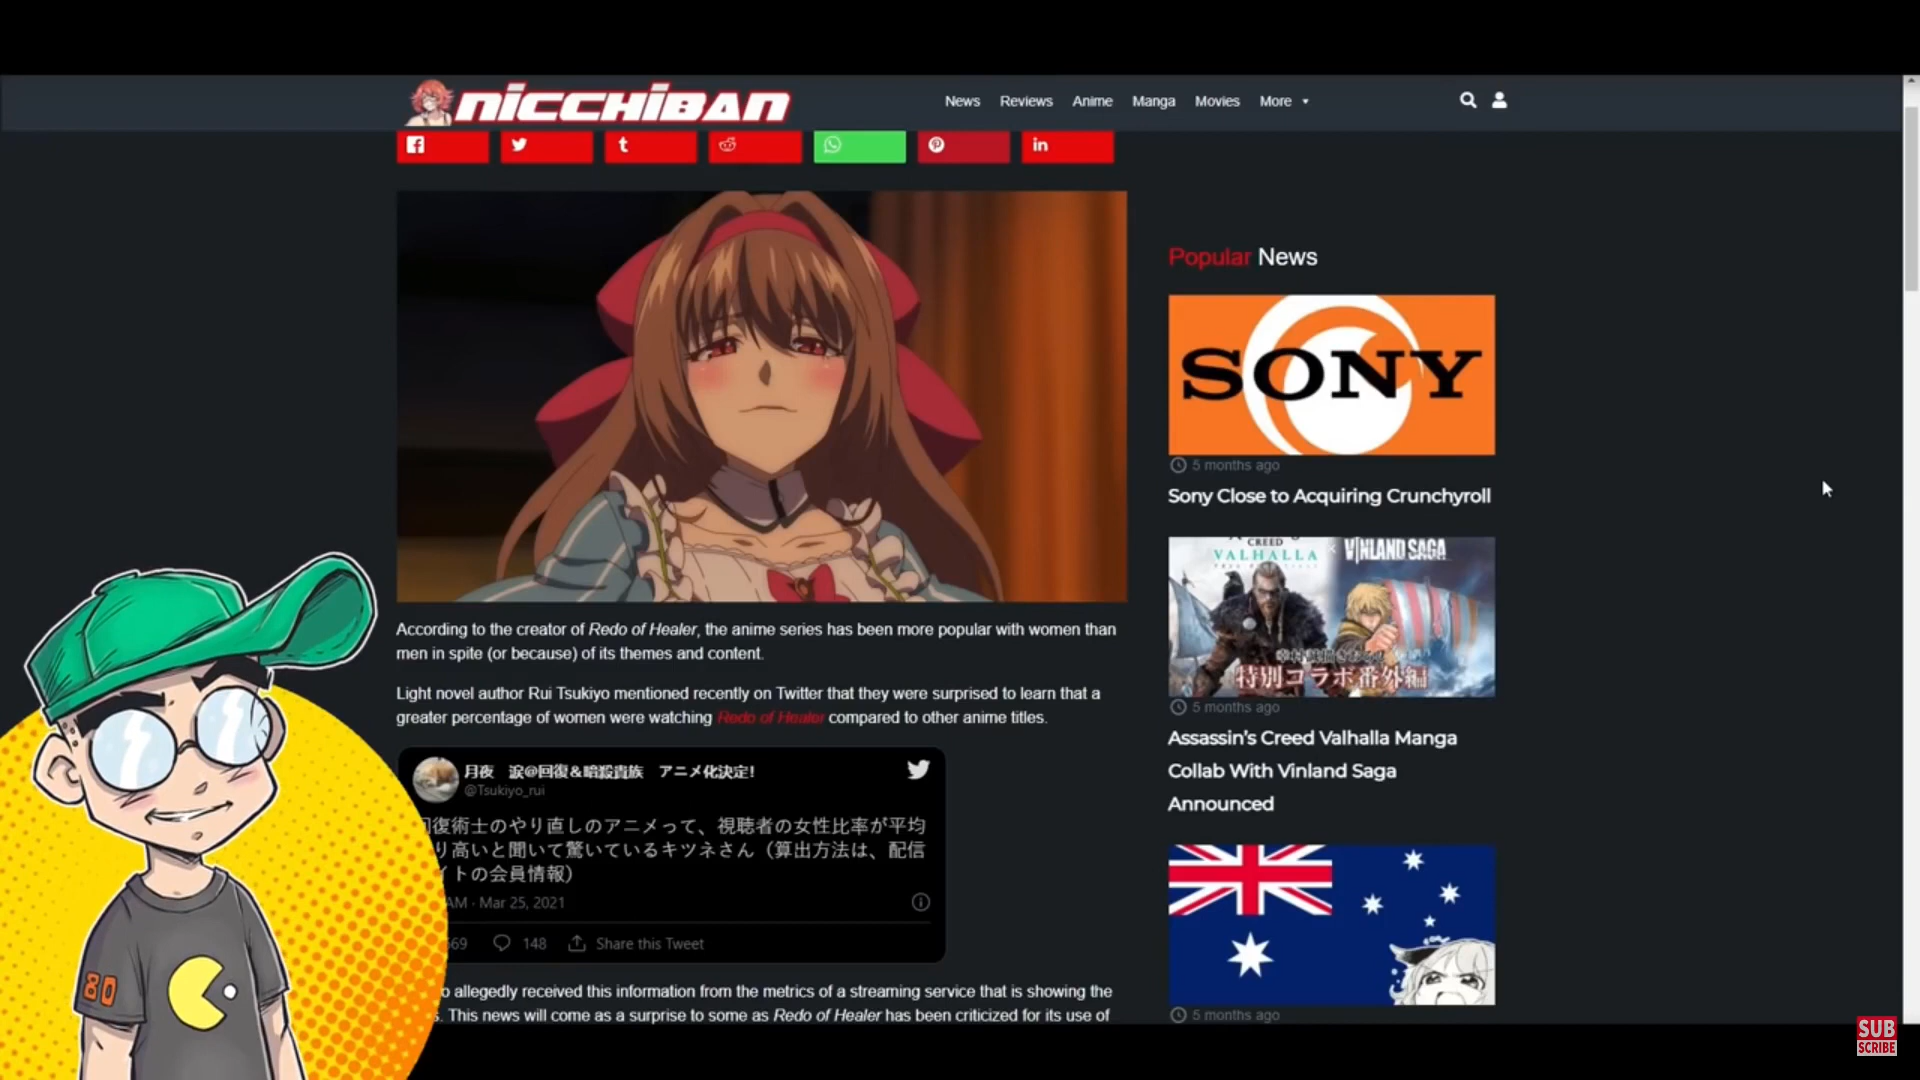 NICCHIBAN
News Reviews Anime Manga Movies More
According to the creator of Redo of Healer, the anime series has been more popular with women than
men in spite (or because) of its themes and content.
Light novel author Rui Tsukiyo mentioned recently on Twitter that they were surprised to learn that a
greater percentage of women were watching Redo of Healer compared to other anime titles.
月夜 涙@回復&暗殺貴族 アニメ化決定!
@Tsukiyo_rui
回復術士のやり直しのアニメって、視聴者の女性比率が平均
り高いと聞いて驚いているキツネさん（算出方法は、配信
イトの会員情報）
AM · Mar 25, 2021
569 148 Share this Tweet
o allegedly received this information from the metrics of a streaming service that is showing the
s. This news will come as a surprise to some as Redo of Healer has been criticized for its use of
Popular News
SONY
5 months ago
Sony Close to Acquiring Crunchyroll
CREED
VALHALLA
VINLAND SAGA
特別コラボ番外編
5 months ago
Assassin's Creed Valhalla Manga
Collab With Vinland Saga
Announced
5 months ago
80
SUB
SCRIBE